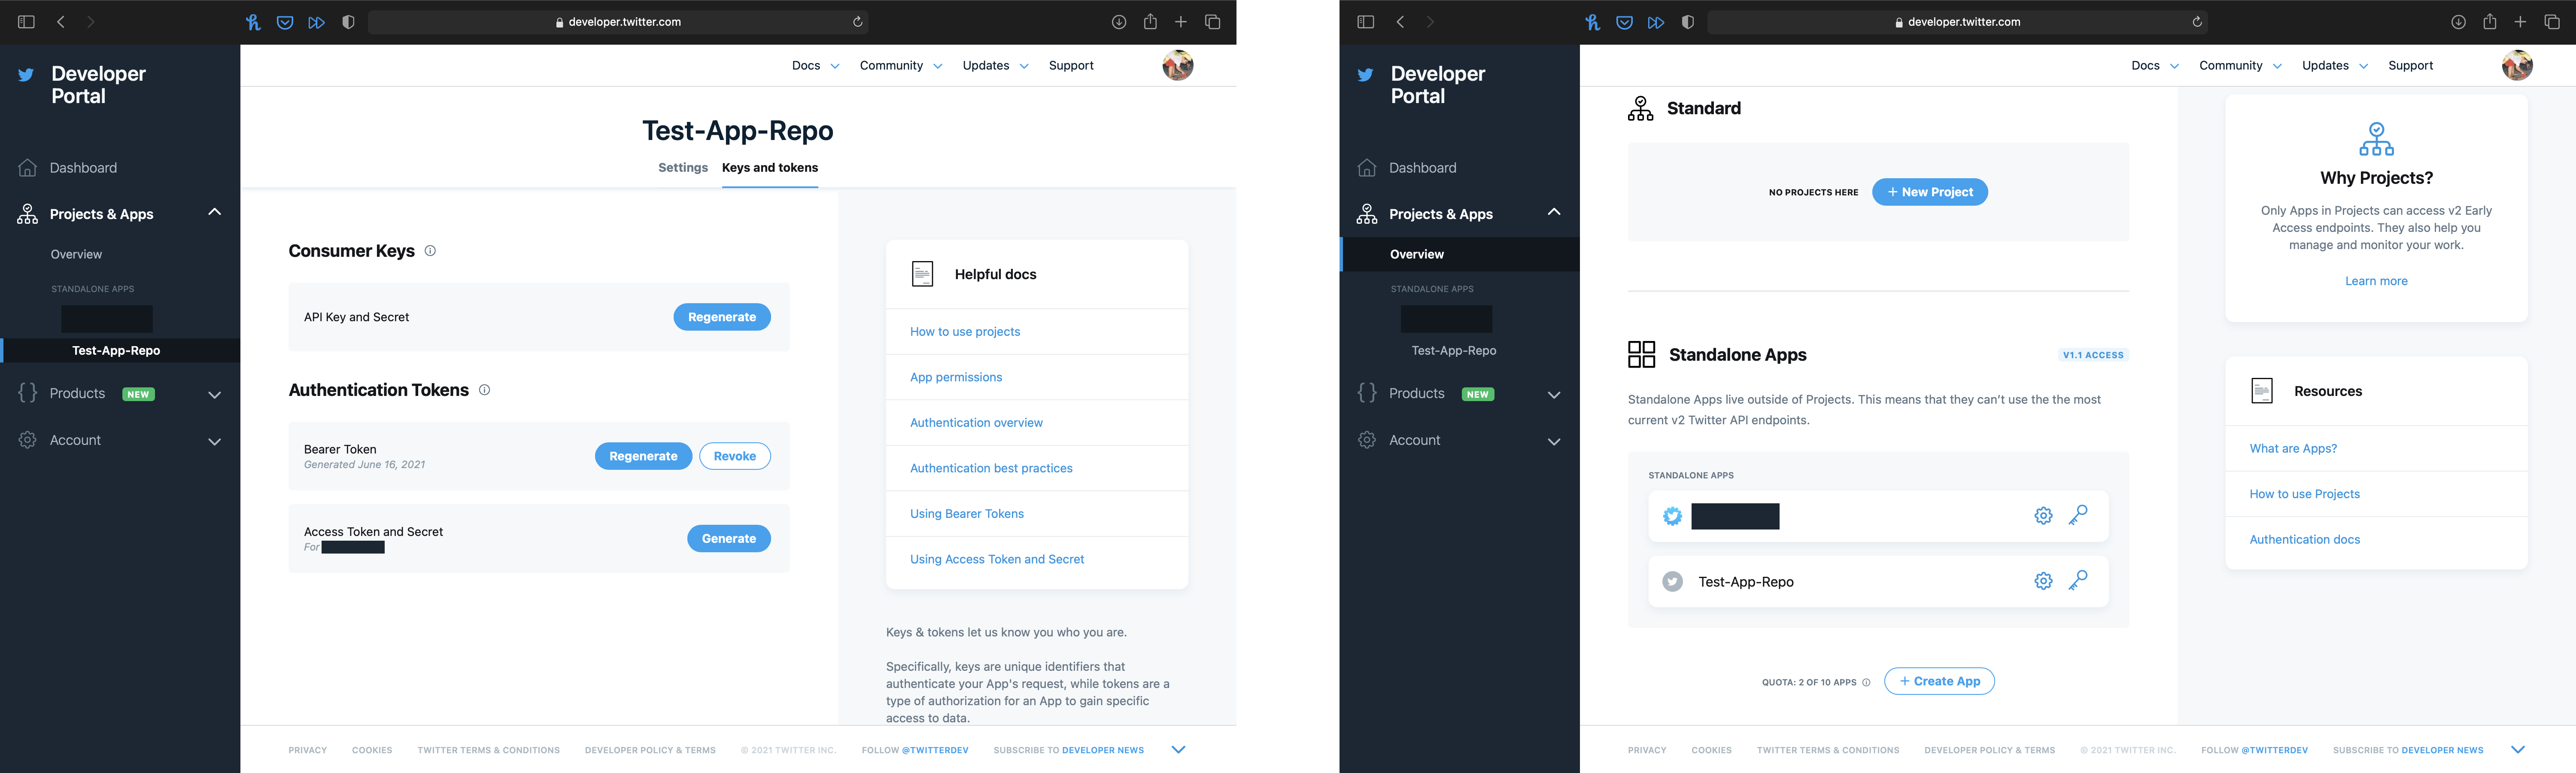 developer.twitter.com
Developer
Portal
Docs Community Updates Support
Dashboard
Projects & Apps
Overview
STANDALONE APPS
Test-App-Repo
Products NEW
Account
Test-App-Repo
Settings Keys and tokens
Consumer Keys
API Key and Secret Regenerate
Authentication Tokens
Bearer Token
Generated June 16, 2021
Regenerate Revoke
Access Token and Secret
For
Generate
Helpful docs
How to use projects
App permissions
Authentication overview
Authentication best practices
Using Bearer Tokens
Using Access Token and Secret
Keys & tokens let us know you who you are.
Specifically, keys are unique identifiers that
authenticate your App's request, while tokens are a
type of authorization for an App to gain specific
access to data.
PRIVACY COOKIES TWITTER TERMS & CONDITIONS DEVELOPER POLICY & TERMS © 2021 TWITTER INC. FOLLOW @TWITTERDEV SUBSCRIBE TO DEVELOPER NEWS
developer.twitter.com
Developer
Portal
Docs Community Updates Support
Dashboard
Projects & Apps
Overview
STANDALONE APPS
Test-App-Repo
Products NEW
Account
Standard
NO PROJECTS HERE + New Project
Standalone Apps V1.1 ACCESS
Standalone Apps live outside of Projects. This means that they can't use the the most
current v2 Twitter API endpoints.
STANDALONE APPS
Test-App-Repo
QUOTA: 2 OF 10 APPS + Create App
Why Projects?
Only Apps in Projects can access v2 Early
Access endpoints. They also help you
manage and monitor your work.
Learn more
Resources
What are Apps?
How to use Projects
Authentication docs
PRIVACY COOKIES TWITTER TERMS & CONDITIONS DEVELOPER POLICY & TERMS © 2021 TWITTER INC. FOLLOW @TWITTERDEV SUBSCRIBE TO DEVELOPER NEWS